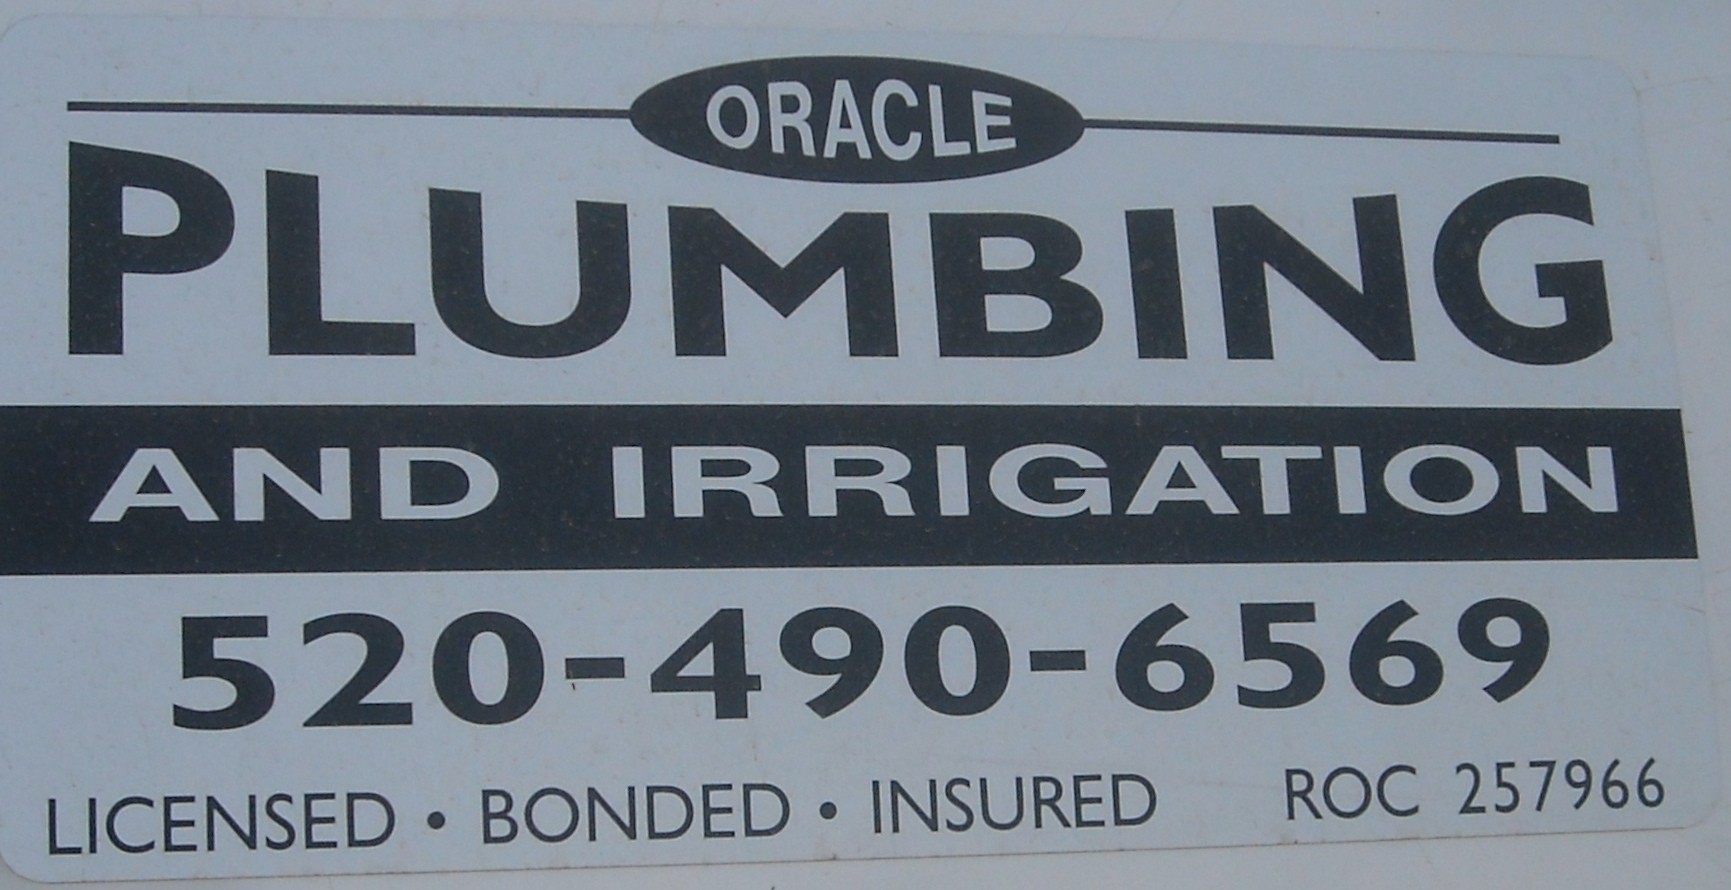 ORACLE
PLUMBING
AND IRRIGATION
520-490-6569
LICENSED • BONDED • INSURED ROC 257966